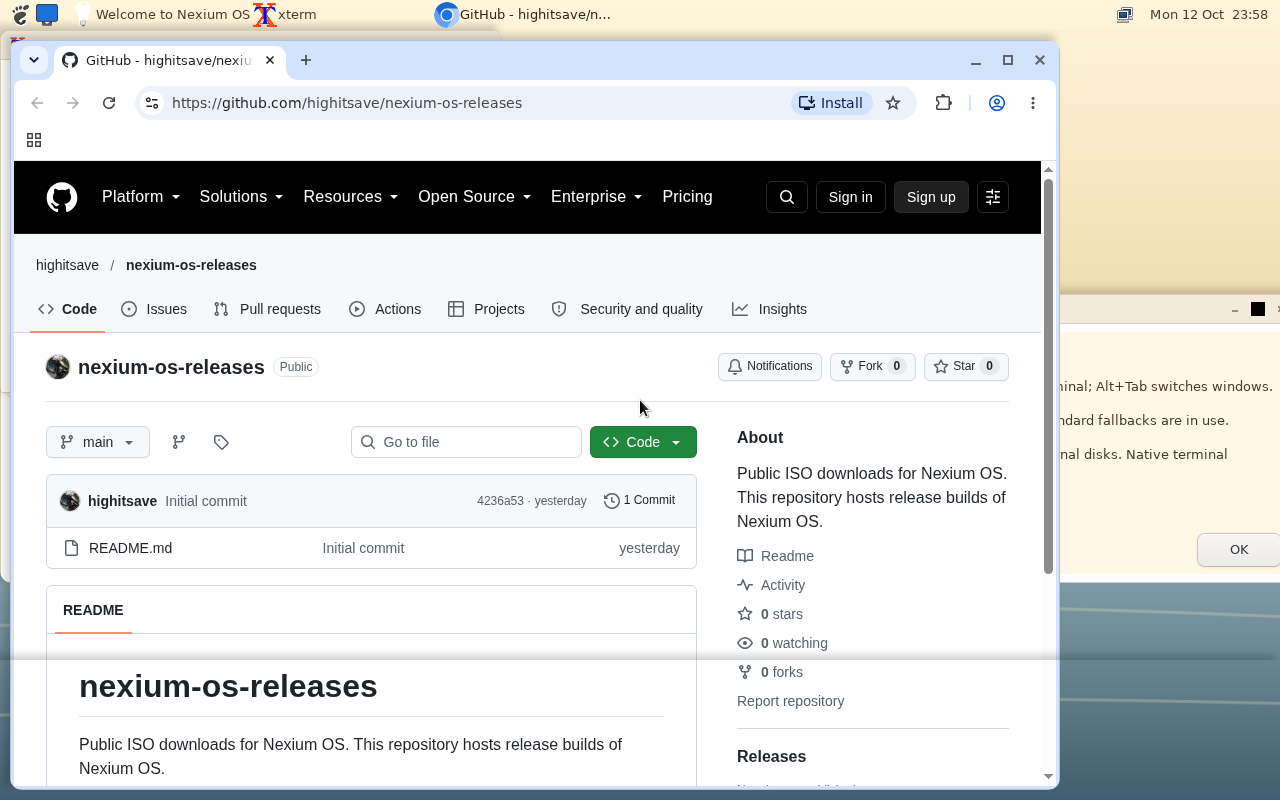 Welcome to Nexium OS
xterm
GitHub - highitsave/n...
Mon 12 Oct 23:58
GitHub - highitsave/nexiu
https://github.com/highitsave/nexium-os-releases
Install
Platform
Solutions
Resources
Open Source
Enterprise
Pricing
Sign in
Sign up
highitsave / nexium-os-releases
Code
Issues
Pull requests
Actions
Projects
Security and quality
Insights
nexium-os-releases
Public
Notifications
Fork 0
Star 0
main
Go to file
Code
highitsave Initial commit
4236a53 · yesterday
1 Commit
README.md
Initial commit
yesterday
README
nexium-os-releases
Public ISO downloads for Nexium OS. This repository hosts release builds of
Nexium OS.
About
Public ISO downloads for Nexium OS.
This repository hosts release builds of
Nexium OS.
Readme
Activity
0 stars
0 watching
0 forks
Report repository
Releases
; Alt+Tab switches windows.
fallbacks are in use.
disks. Native terminal
OK